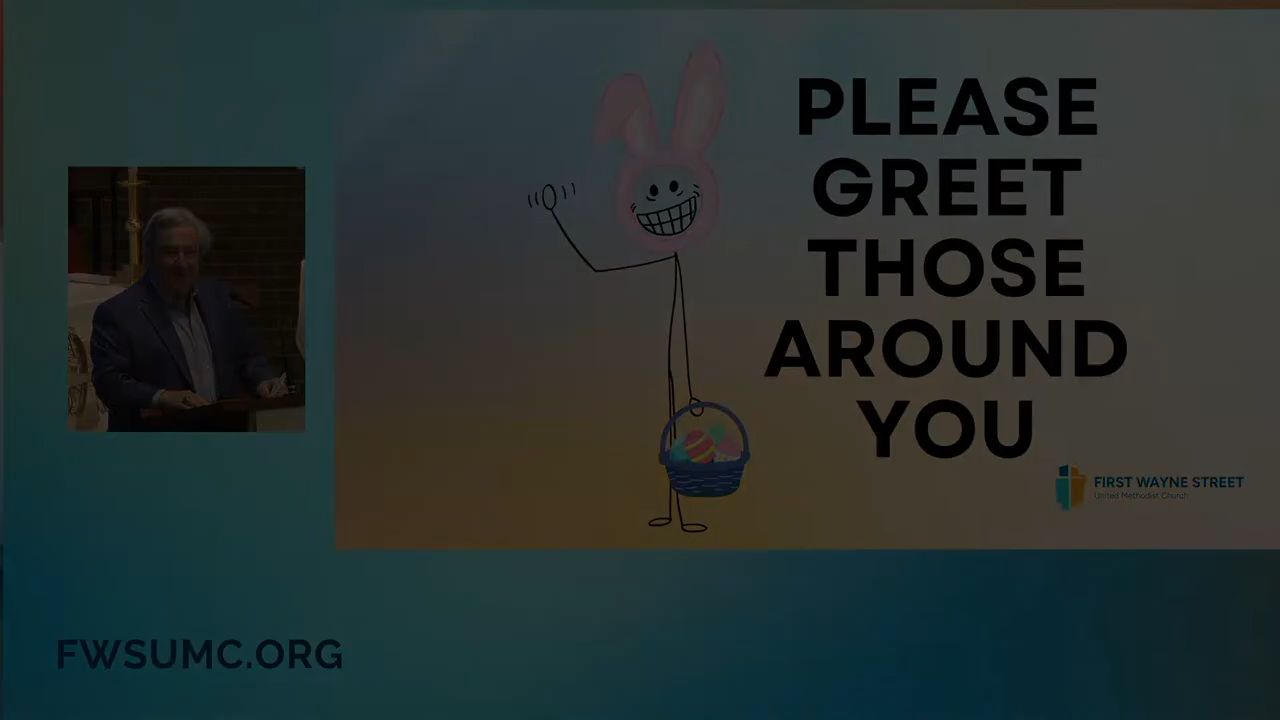 PLEASE
GREET
THOSE
AROUND
YOU
FIRST WAYNE STREET
United Methodist Church
FWSUMC.ORG